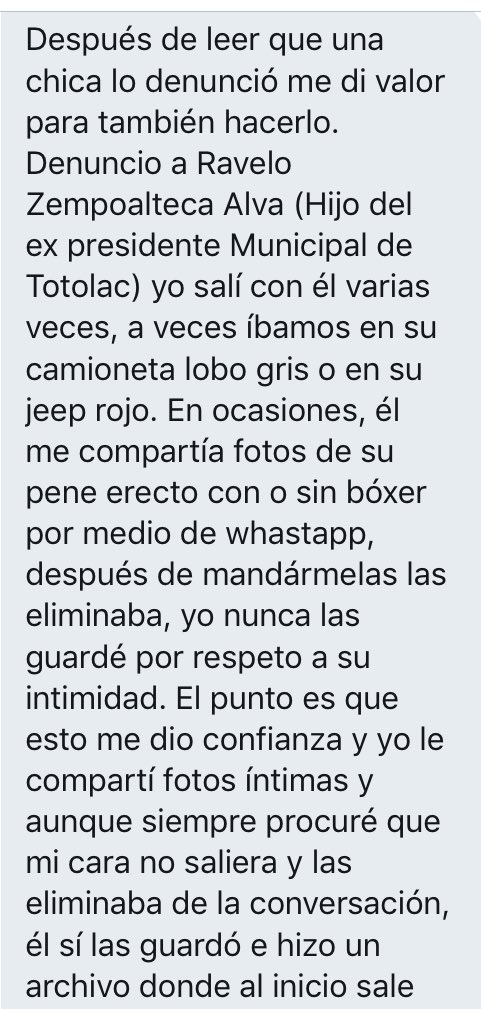 Después de leer que una
chica lo denunció me di valor
para también hacerlo.
Denuncio a Ravelo
Zempoalteca Alva (Hijo del
ex presidente Municipal de
Totolac) yo salí con él varias
veces, a veces íbamos en su
camioneta lobo gris o en su
jeep rojo. En ocasiones, él
me compartía fotos de su
pene erecto con o sin bóxer
por medio de whastapp,
después de mandármelas las
eliminaba, yo nunca las
guardé por respeto a su
intimidad. El punto es que
esto me dio confianza y yo le
compartí fotos íntimas y
aunque siempre procuré que
mi cara no saliera y las
eliminaba de la conversación,
él sí las guardó e hizo un
archivo donde al inicio sale